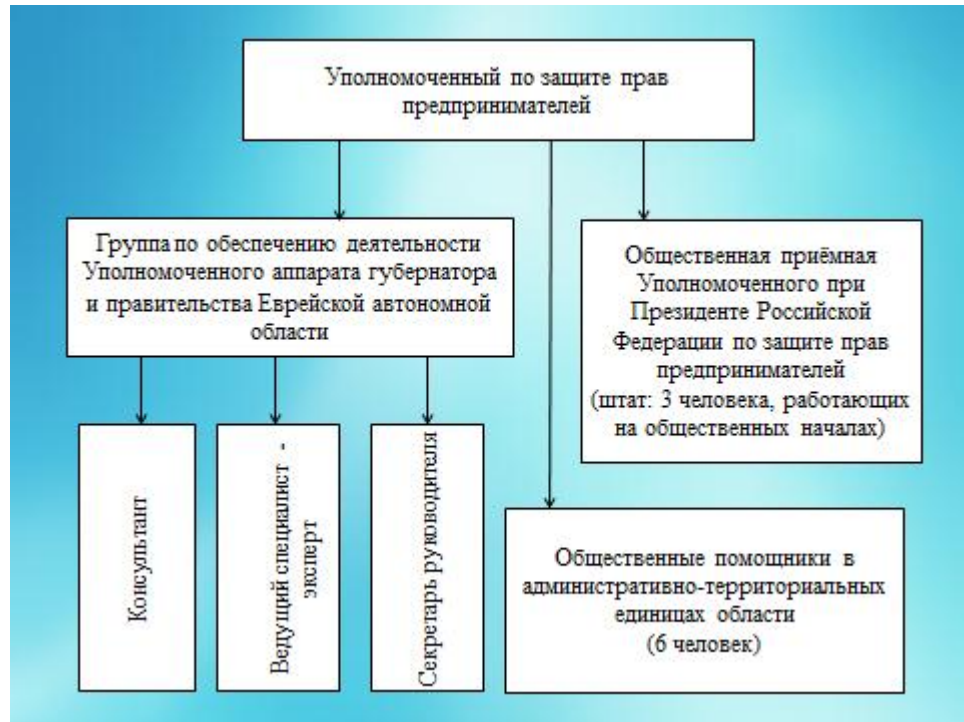 Уполномоченный по защите прав
предпринимателей
Группа по обеспечению деятельности
Уполномоченного аппарата губернатора
и правительства Еврейской автономной
области
Общественная приёмная
Уполномоченного при
Президенте Российской
Федерации по защите прав
предпринимателей
(штат: 3 человека, работающих
на общественных началах)
Консультант
Ведущий специалист -
эксперт
Секретарь руководителя
Общественные помощники в
административно-территориальных
единицах области
(6 человек)